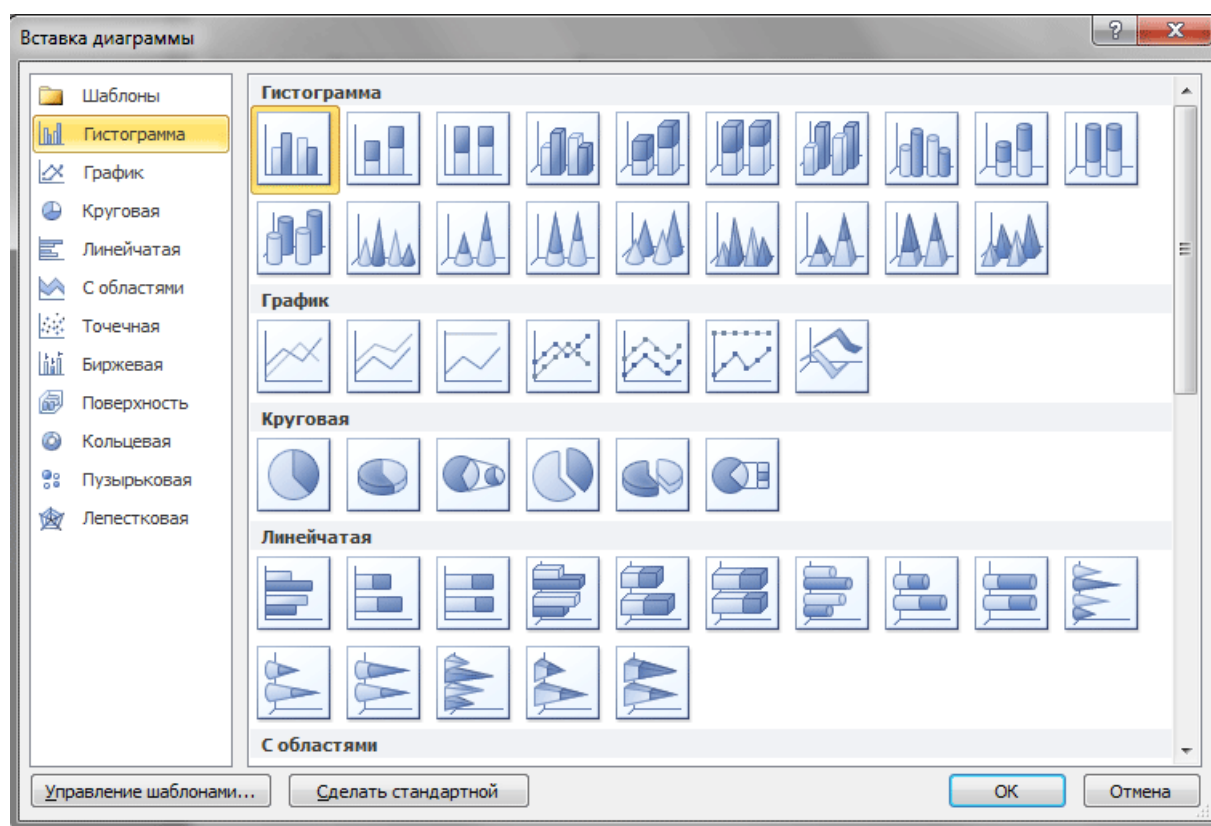 Вставка диаграммы
Шаблоны
Гистограмма
График
Круговая
Линейчатая
С областями
Точечная
Биржевая
Поверхность
Кольцевая
Пузырьковая
Лепестковая
Гистограмма
График
Круговая
Линейчатая
С областями
Управление шаблонами...
Сделать стандартной
ОК
Отмена